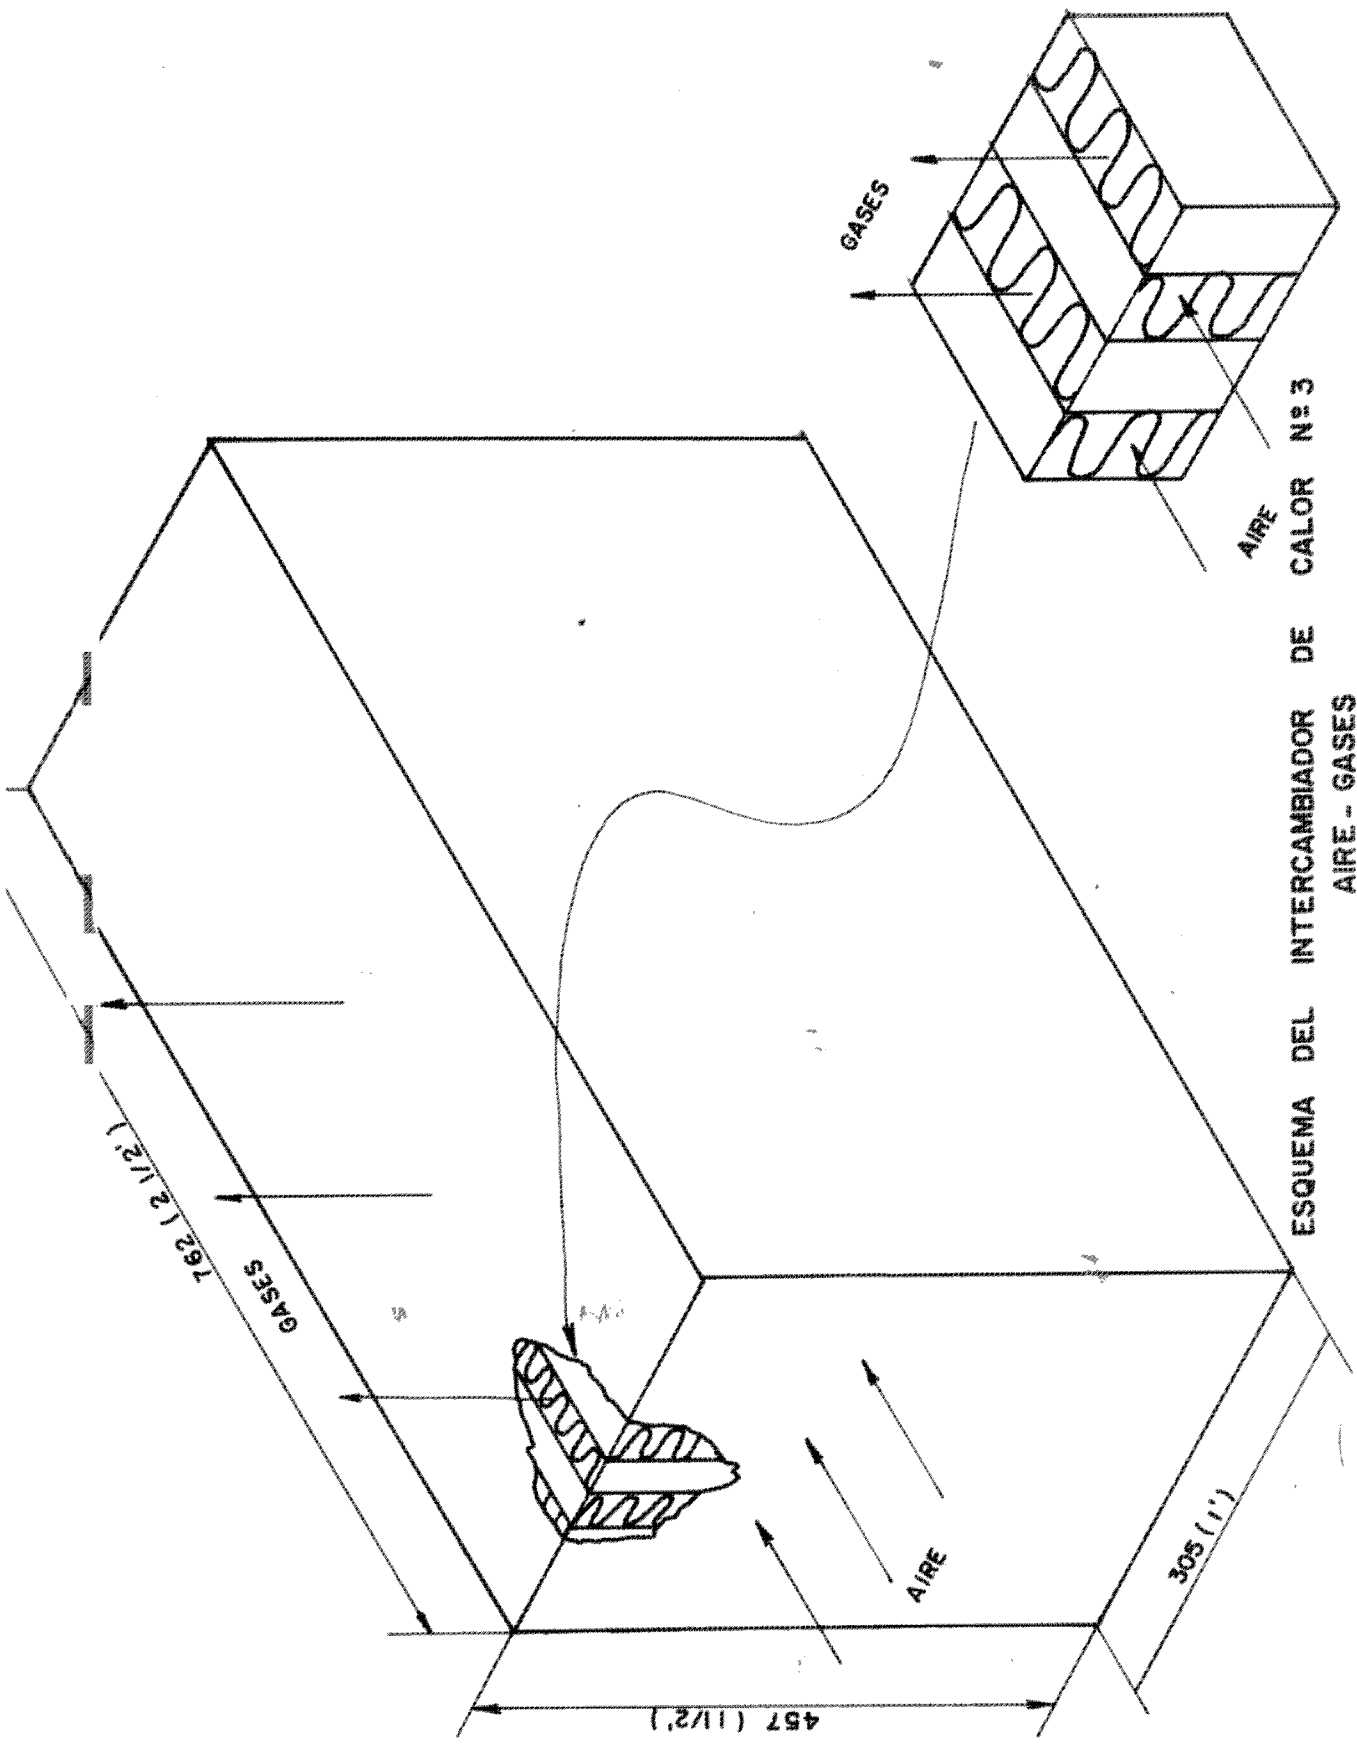 762 ( 2 1/2')
GASES
GASES
AIRE
AIRE
457 ( 1 1/2')
305 ( 1')
ESQUEMA DEL INTERCAMBIADOR DE CALOR Nº 3
AIRE - GASES